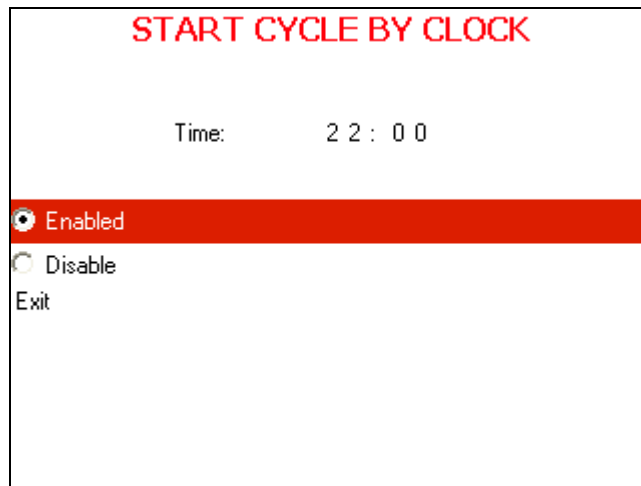 START CYCLE BY CLOCK
Time: 22:00
Enabled
Disable
Exit